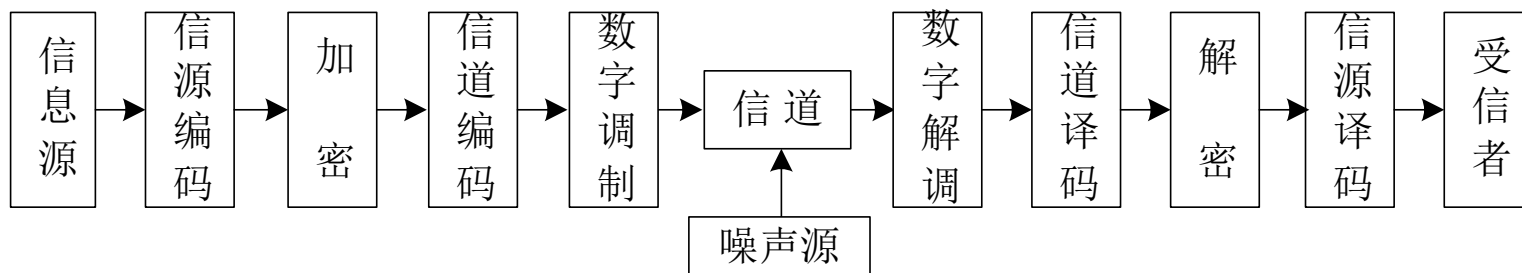 信息源
信源编码
加密
信道编码
数字调制
信道
数字解调
信道译码
解密
信源译码
受信者
噪声源